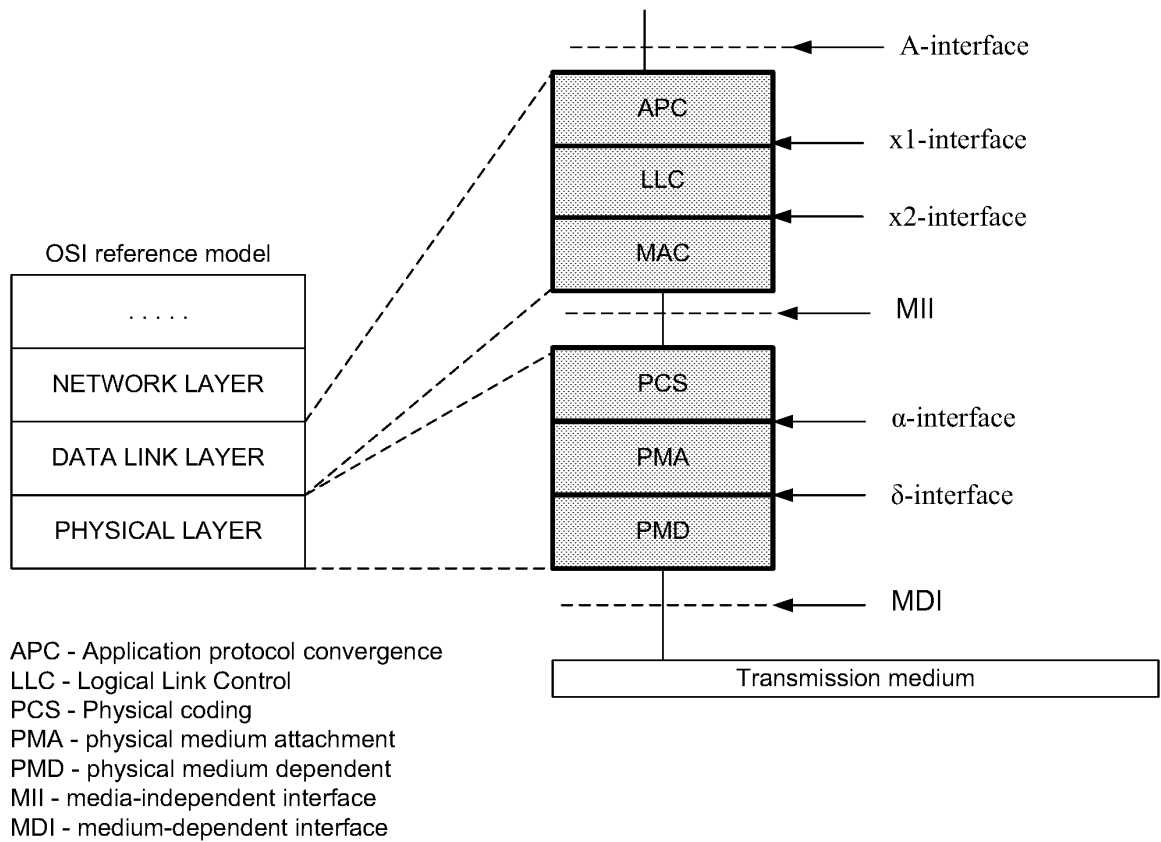 A-interface
APC
x1-interface
LLC
x2-interface
MAC
OSI reference model
. . . . .
MII
NETWORK LAYER
PCS
α-interface
DATA LINK LAYER
PMA
δ-interface
PHYSICAL LAYER
PMD
MDI
Transmission medium
APC - Application protocol convergence
LLC - Logical Link Control
PCS - Physical coding
PMA - physical medium attachment
PMD - physical medium dependent
MII - media-independent interface
MDI - medium-dependent interface